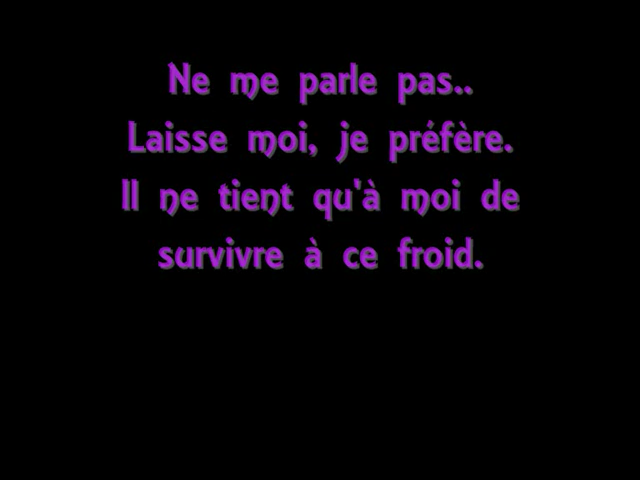 Ne me parle pas..
Laisse moi, je préfère.
Il ne tient qu'à moi de
survivre à ce froid.